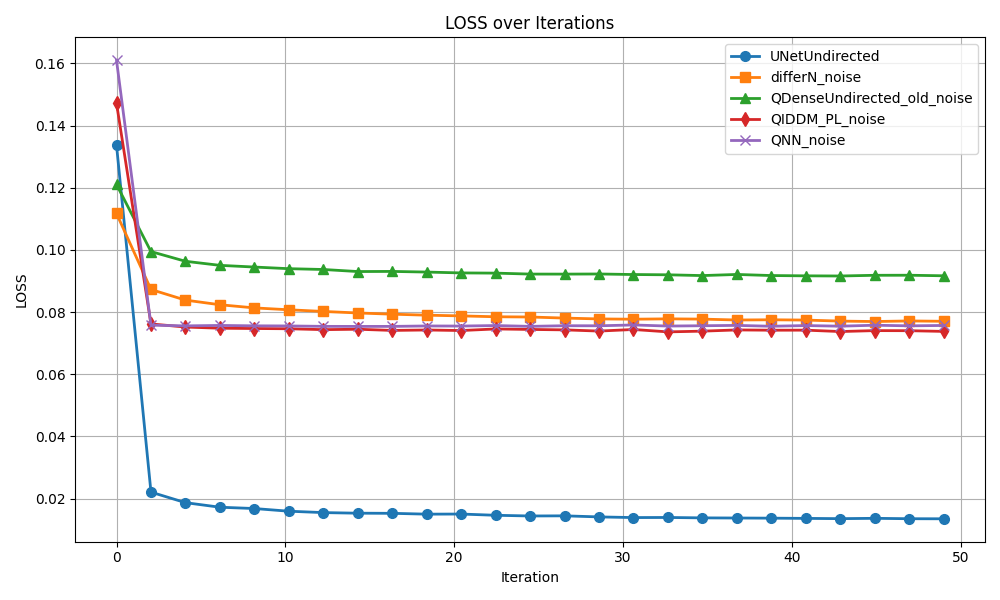 LOSS over Iterations
UNetUndirected
differN_noise
QDenseUndirected_old_noise
QIDDM_PL_noise
QNN_noise
LOSS
0.16
0.14
0.12
0.10
0.08
0.06
0.04
0.02
0 10 20 30 40 50
Iteration